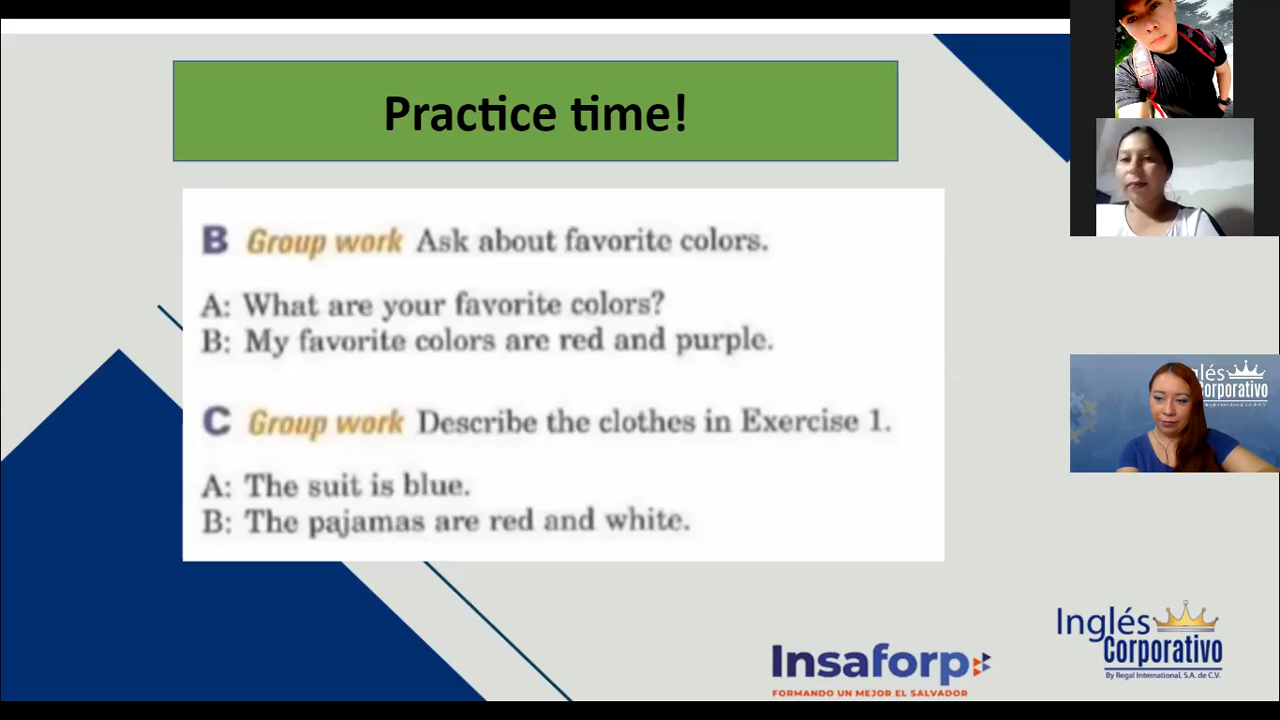 Practice time!
B Group work Ask about favorite colors.
A: What are your favorite colors?
B: My favorite colors are red and purple.
C Group work Describe the clothes in Exercise 1.
A: The suit is blue.
B: The pajamas are red and white.
glés
Corporativo
Insaforp
FORMANDO UN MEJOR EL SALVADOR
Inglés
Corporativo
By Regal International, S.A. de C.V.